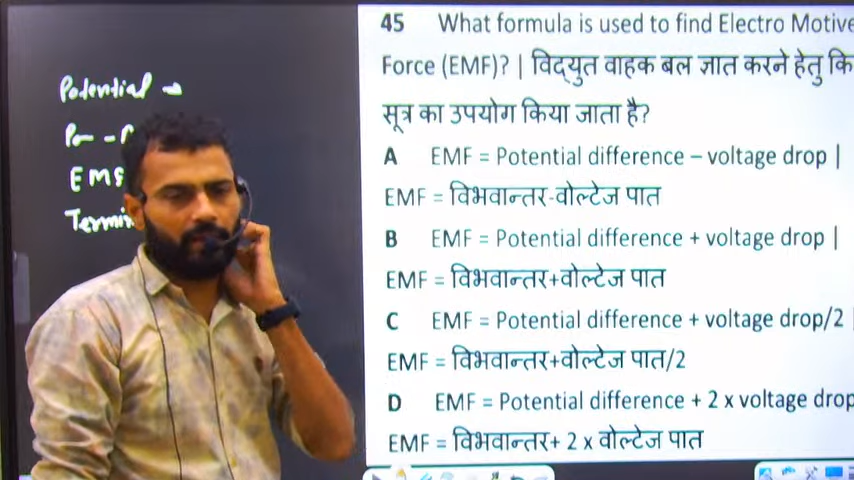 Potential →
EMF
45 What formula is used to find Electro Motive
Force (EMF)? | विद्युत वाहक बल ज्ञात करने हेतु कि
सूत्र का उपयोग किया जाता है?
A EMF = Potential difference – voltage drop |
EMF = विभवान्तर-वोल्टेज पात
B EMF = Potential difference + voltage drop |
EMF = विभवान्तर+वोल्टेज पात
C EMF = Potential difference + voltage drop/2 |
EMF = विभवान्तर+वोल्टेज पात/2
D EMF = Potential difference + 2 x voltage drop
EMF = विभवान्तर+ 2 x वोल्टेज पात